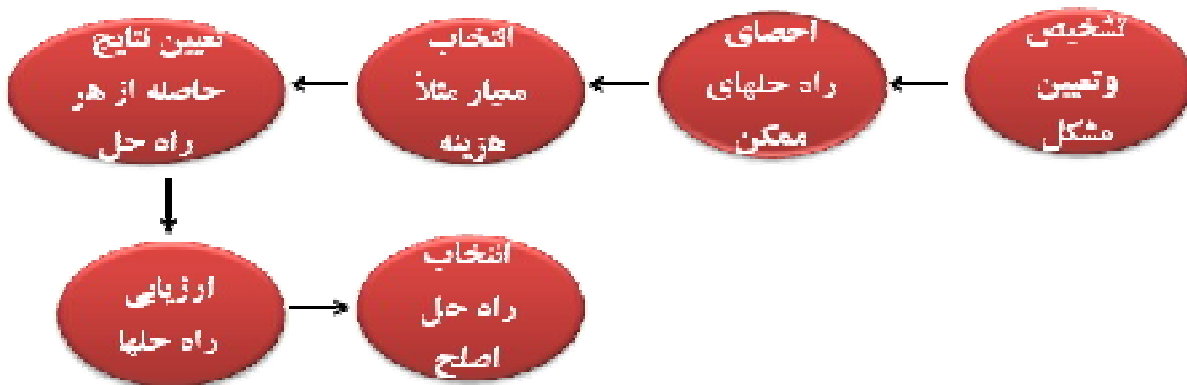 تشخیص
وتعیین
مشکل
احصای
راه حلهای
ممکن
انتخاب
معیار مثلاً
هزینه
تعیین نتایج
حاصله از هر
راه حل
ارزیابی
راه حلها
انتخاب
راه حل
اصلح